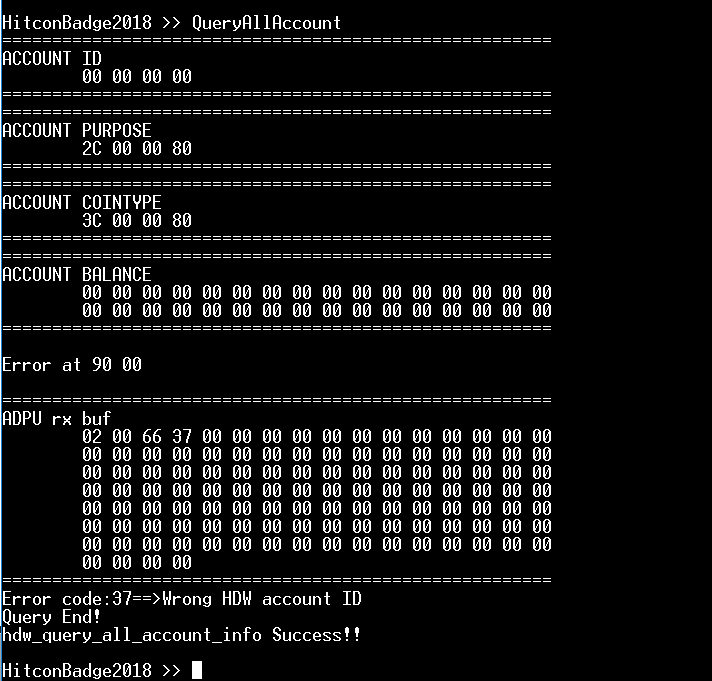 HitconBadge2018 >> QueryAllAccount
=======================================================
ACCOUNT ID
00 00 00 00
=======================================================
=======================================================
ACCOUNT PURPOSE
2C 00 00 80
=======================================================
=======================================================
ACCOUNT COINTYPE
3C 00 00 80
=======================================================
=======================================================
ACCOUNT BALANCE
00 00 00 00 00 00 00 00 00 00 00 00 00 00 00 00
00 00 00 00 00 00 00 00 00 00 00 00 00 00 00 00
=======================================================
Error at 90 00
=======================================================
ADPU rx buf
02 00 66 37 00 00 00 00 00 00 00 00 00 00 00 00
00 00 00 00 00 00 00 00 00 00 00 00 00 00 00 00
00 00 00 00 00 00 00 00 00 00 00 00 00 00 00 00
00 00 00 00 00 00 00 00 00 00 00 00 00 00 00 00
00 00 00 00 00 00 00 00 00 00 00 00 00 00 00 00
00 00 00 00 00 00 00 00 00 00 00 00 00 00 00 00
00 00 00 00 00 00 00 00 00 00 00 00 00 00 00 00
00 00 00 00
=======================================================
Error code:37==>Wrong HDW account ID
Query End!
hdw_query_all_account_info Success!!
HitconBadge2018 >>